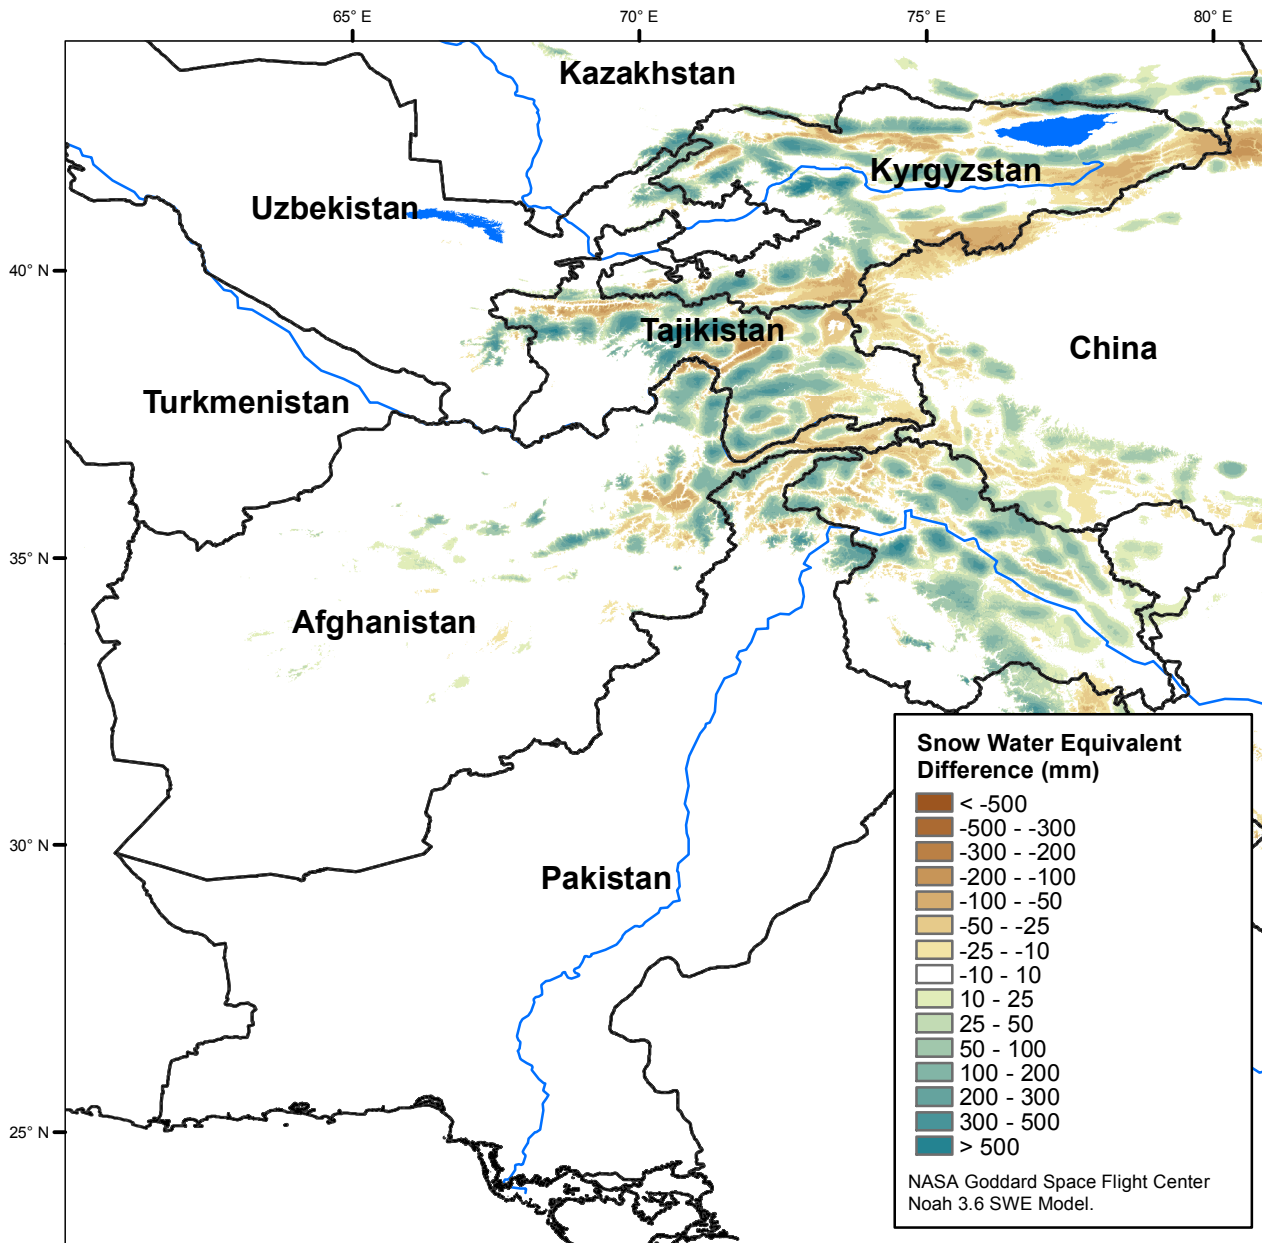 65° E
70° E
75° E
80° E
Kazakhstan
Kyrgyzstan
Uzbekistan
40° N
Tajikistan
China
Turkmenistan
35° N
Afghanistan
30° N
Pakistan
25° N
Snow Water Equivalent
Difference (mm)
< -500
-500 - -300
-300 - -200
-200 - -100
-100 - -50
-50 - -25
-25 - -10
-10 - 10
10 - 25
25 - 50
50 - 100
100 - 200
200 - 300
300 - 500
> 500
NASA Goddard Space Flight Center
Noah 3.6 SWE Model.